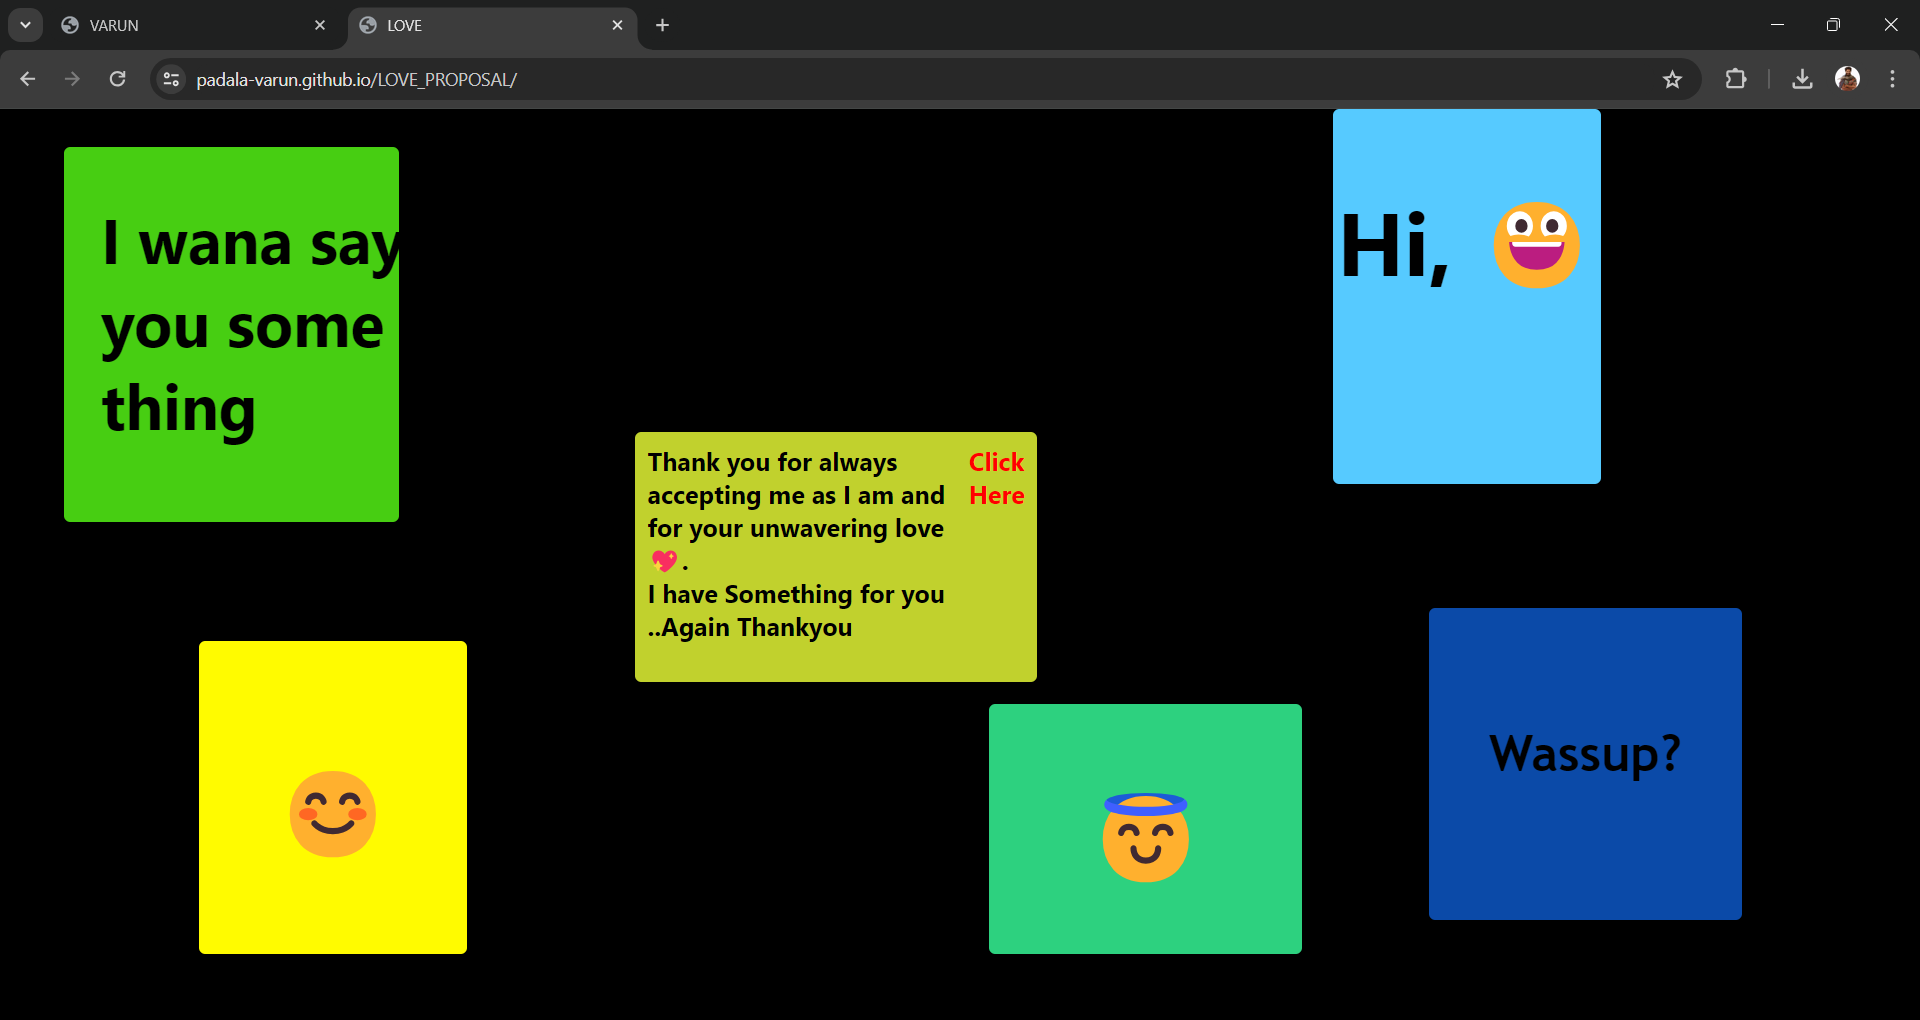 VARUN
LOVE
padala-varun.github.io/LOVE_PROPOSAL/
I wana say
you some
thing
Hi, 😃
Thank you for always
accepting me as I am and
for your unwavering love
💖.
I have Something for you
..Again Thankyou
Click
Here
Wassup?